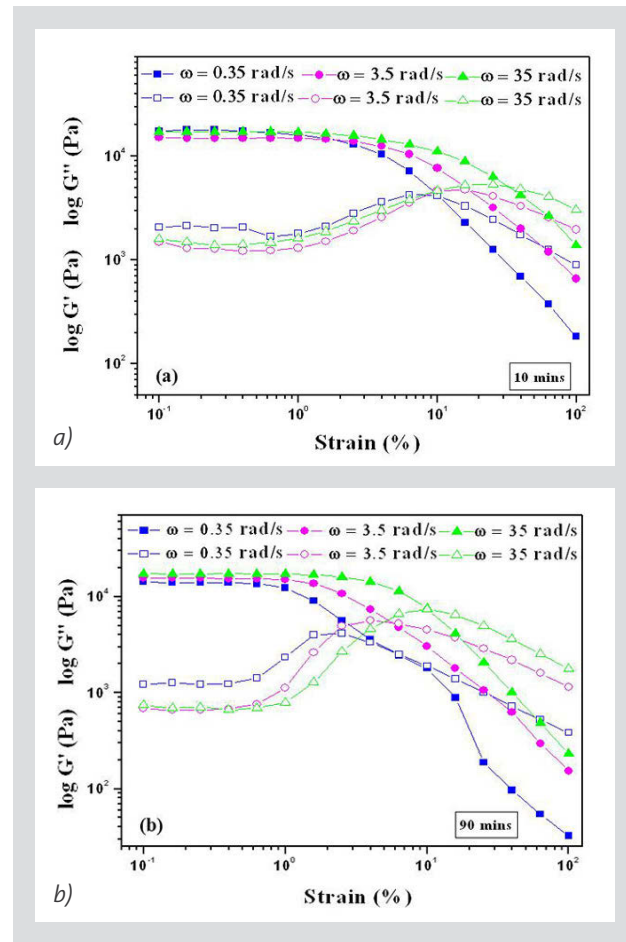 ω = 0.35 rad/s ω = 3.5 rad/s ω = 35 rad/s
ω = 0.35 rad/s ω = 3.5 rad/s ω = 35 rad/s
log G' (Pa) log G'' (Pa)
10⁴
10³
10²
(a)
10 mins
10⁻¹ 10⁰ 10¹ 10²
a)
Strain (%)
ω = 0.35 rad/s ω = 3.5 rad/s ω = 35 rad/s
ω = 0.35 rad/s ω = 3.5 rad/s ω = 35 rad/s
log G' (Pa) log G'' (Pa)
10⁴
10³
10²
(b)
90 mins
10⁻¹ 10⁰ 10¹ 10²
b)
Strain (%)